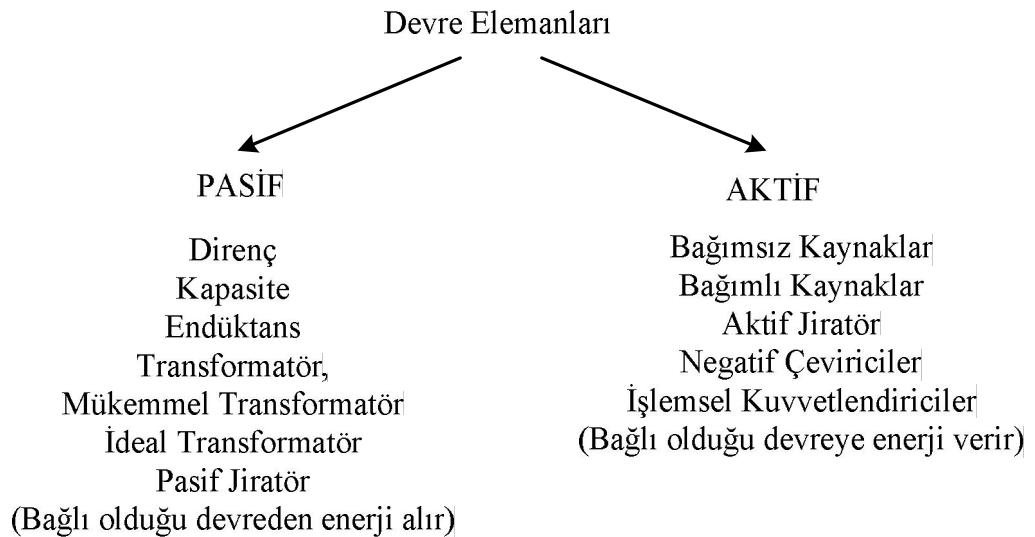 Devre Elemanları
PASİF
Direnç
Kapasite
Endüktans
Transformatör,
Mükemmel Transformatör
İdeal Transformatör
Pasif Jiratör
(Bağlı olduğu devreden enerji alır)
AKTİF
Bağımsız Kaynaklar
Bağımlı Kaynaklar
Aktif Jiratör
Negatif Çeviriciler
İşlemsel Kuvvetlendiriciler
(Bağlı olduğu devreye enerji verir)